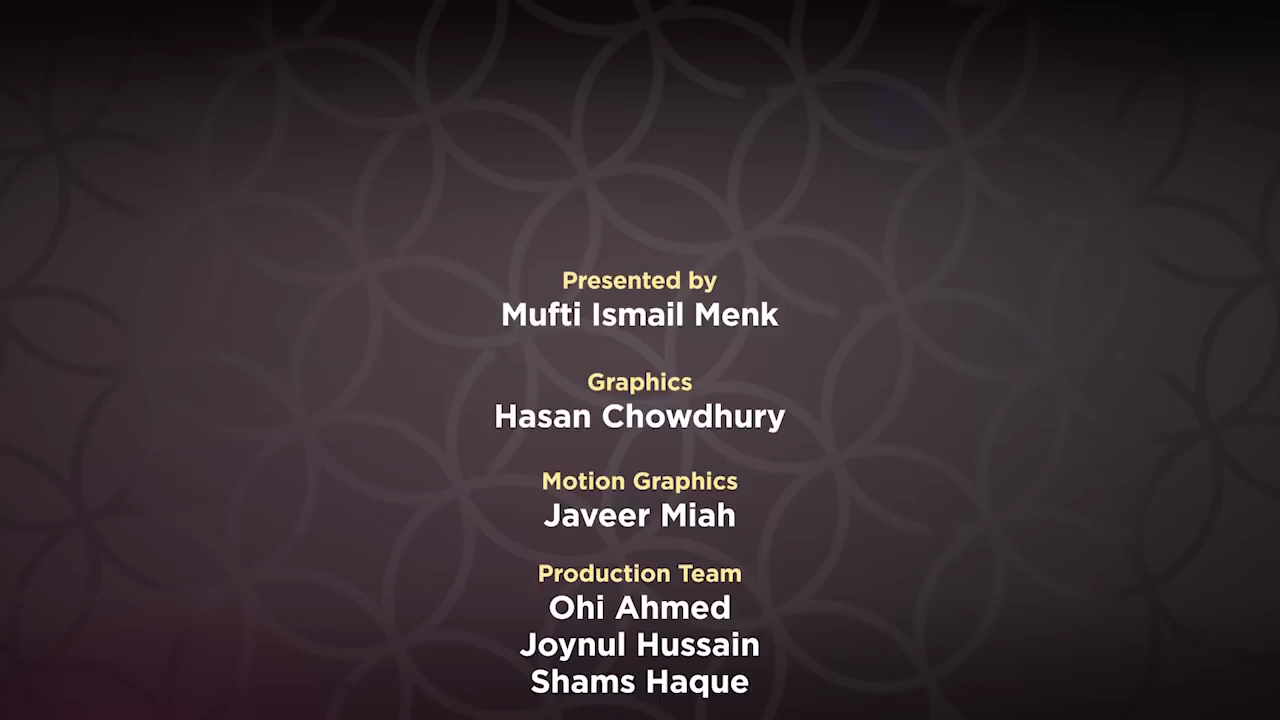 Presented by
Mufti Ismail Menk
Graphics
Hasan Chowdhury
Motion Graphics
Javeer Miah
Production Team
Ohi Ahmed
Joynul Hussain
Shams Haque